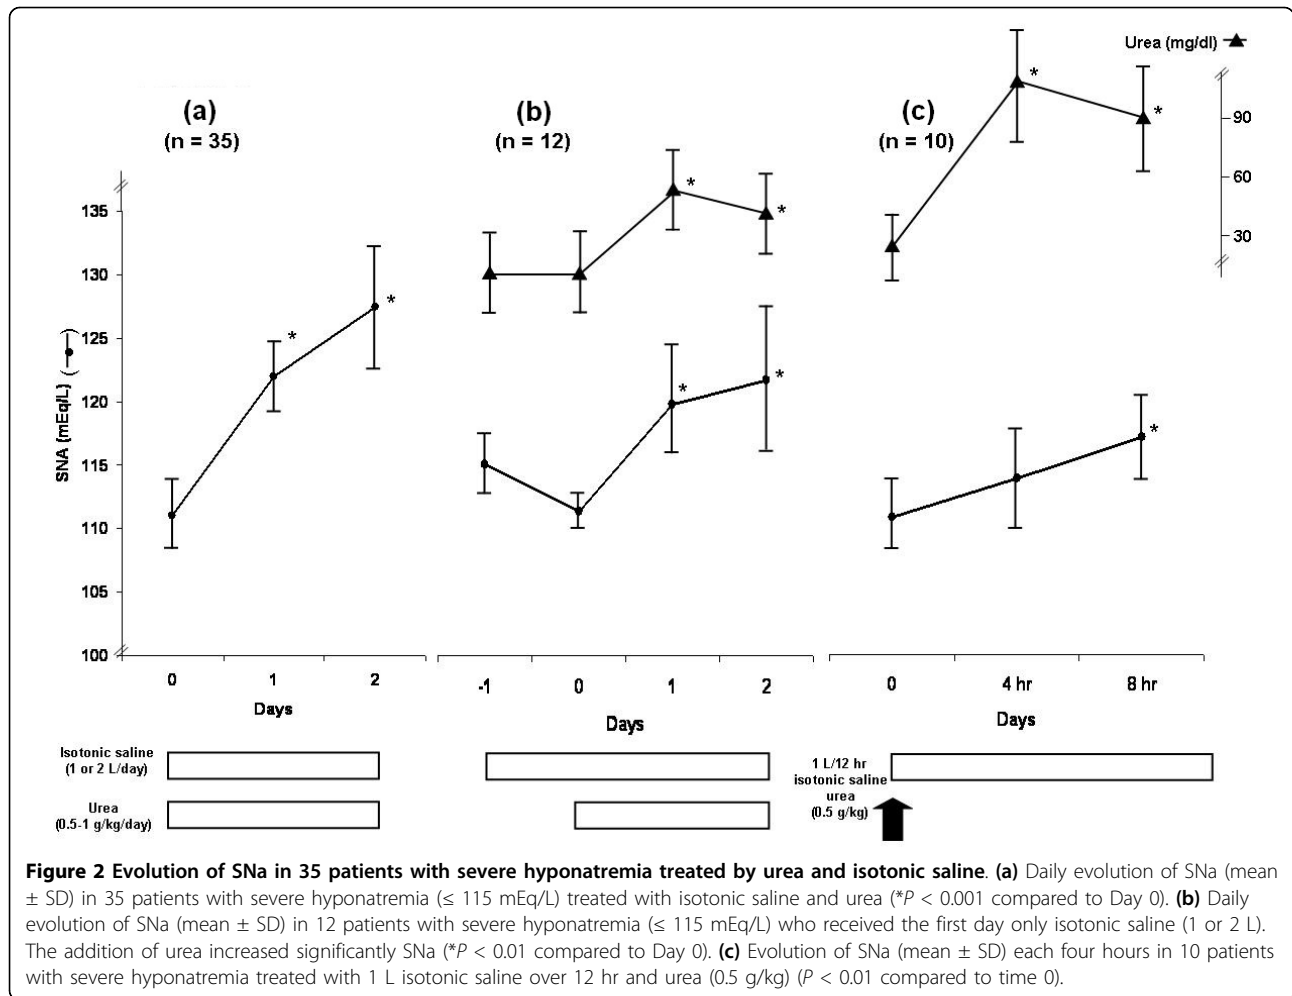 Urea (mg/dl)
(a)
(n = 35)
(b)
(n = 12)
(c)
(n = 10)
135
130
125
120
115
110
105
100
SNA (mEq/L) (      )
90
60
30
*
*
*
*
*
*
*
*
*
0
1
2
Days
-1
0
1
2
Days
0
4 hr
8 hr
Days
Isotonic saline
(1 or 2 L/day)
Urea
(0.5-1 g/kg/day)
1 L/12 hr
isotonic saline
urea
(0.5 g/kg)
Figure 2 Evolution of SNa in 35 patients with severe hyponatremia treated by urea and isotonic saline. (a) Daily evolution of SNa (mean
± SD) in 35 patients with severe hyponatremia (≤ 115 mEq/L) treated with isotonic saline and urea (*P < 0.001 compared to Day 0). (b) Daily
evolution of SNa (mean ± SD) in 12 patients with severe hyponatremia (≤ 115 mEq/L) who received the first day only isotonic saline (1 or 2 L).
The addition of urea increased significantly SNa (*P < 0.01 compared to Day 0). (c) Evolution of SNa (mean ± SD) each four hours in 10 patients
with severe hyponatremia treated with 1 L isotonic saline over 12 hr and urea (0.5 g/kg) (P < 0.01 compared to time 0).